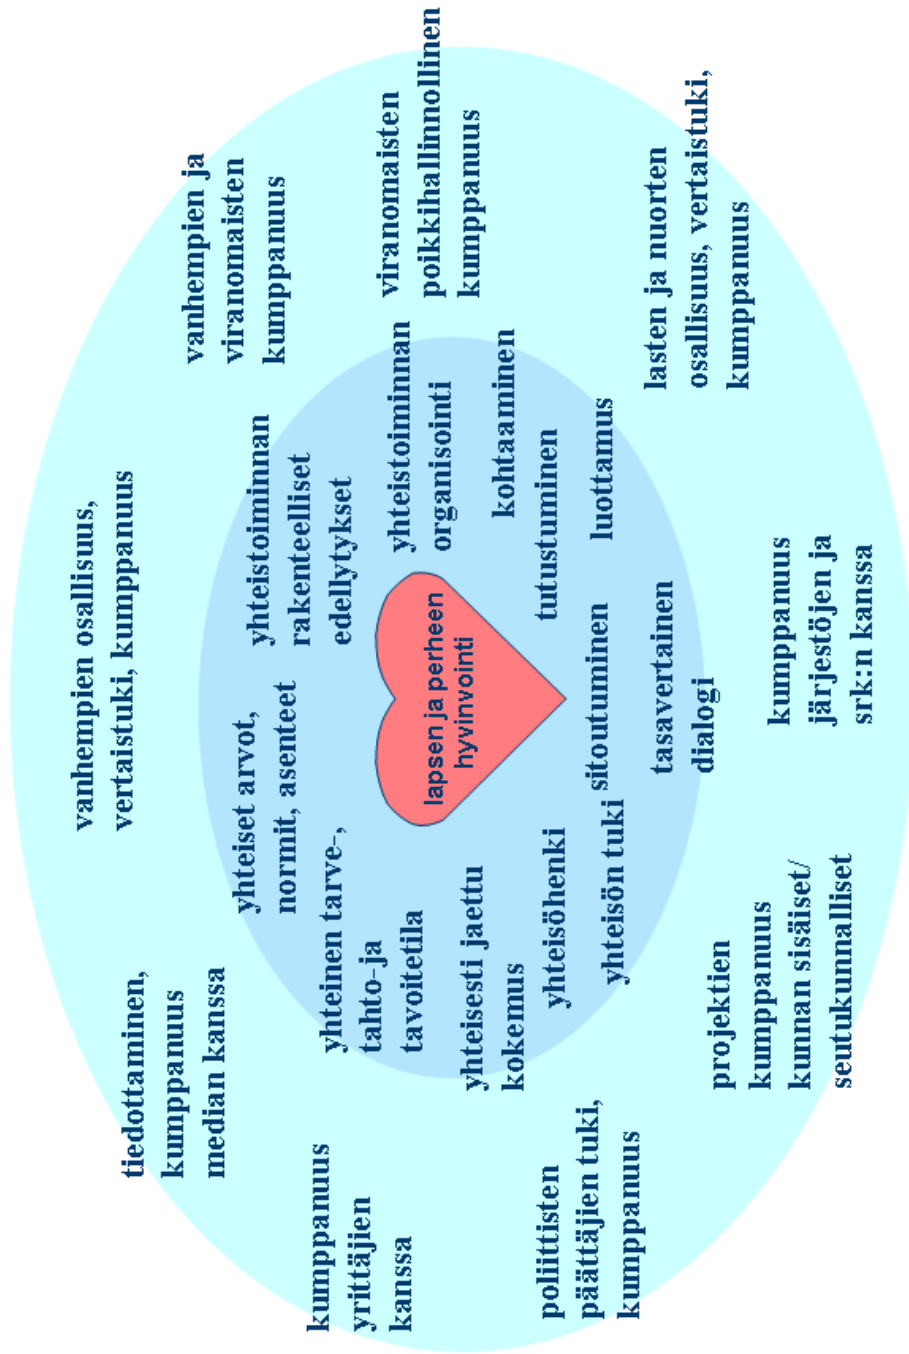 vanhempien osallisuus,
vertaistuki, kumppanuus
tiedottaminen,
kumppanuus
median kanssa
vanhempien ja
viranomaisten
kumppanuus
yhteiset arvot,
normit, asenteet
yhteistoiminnan
rakenteelliset
edellytykset
kumppanuus
yrittäjien
kanssa
yhteinen tarve-,
tahto-ja
tavoitetila
yhteistoiminnan
organisointi
viranomaisten
poikkihallinnollinen
kumppanuus
lapsen ja perheen
hyvinvointi
yhteisesti jaettu
kokemus
kohtaaminen
yhteisöhenki
tutustuminen
poliittisten
päättäjien tuki,
kumppanuus
yhteisön tuki
sitoutuminen
luottamus
tasavertainen
dialogi
lasten ja nuorten
osallisuus, vertaistuki,
kumppanuus
projektien
kumppanuus
kunnan sisäiset/
seutukunnalliset
kumppanuus
järjestöjen ja
srk:n kanssa